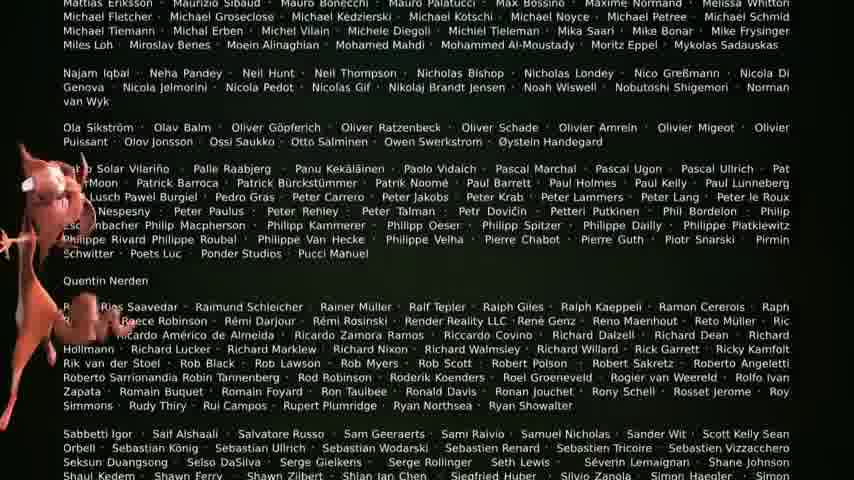 Mattias Eriksson · Maurizio Sibaud · Mauro Bonecchi · Mauro Palatucci · Max Bossino · Maxime Normand · Melissa Whitton
Michael Fletcher · Michael Groseclose · Michael Kedzierski · Michael Kotschi · Michael Noyce · Michael Petree · Michael Schmid
Michael Tiemann · Michal Erben · Michel Vilain · Michele Diegoli · Michiel Tieleman · Mika Saari · Mike Bonar · Mike Frysinger
Miles Loh · Miroslav Benes · Moein Alinaghian · Mohamed Mahdi · Mohammed Al-Moustady · Moritz Eppel · Mykolas Sadauskas
Najam Iqbal · Neha Pandey · Neil Hunt · Neil Thompson · Nicholas Bishop · Nicholas Londey · Nico Greßmann · Nicola Di
Genova · Nicola Jelmorini · Nicola Pedot · Nicolas Gif · Nikolaj Brandt Jensen · Noah Wiswell · Nobutoshi Shigemori · Norman
van Wyk
Ola Sikström · Olav Balm · Oliver Göpferich · Oliver Ratzenbeck · Oliver Schade · Olivier Amrein · Olivier Migeot · Olivier
Puissant · Olov Jonsson · Ossi Saukko · Otto Salminen · Owen Swerkstrom · Øystein Handegard
Solar Vilariño · Palle Raabjerg · Panu Kekäläinen · Paolo Vidaich · Pascal Marchal · Pascal Ugon · Pascal Ullrich · Pat
Moon · Patrick Barroca · Patrick Bürckstümmer · Patrik Noomé · Paul Barrett · Paul Holmes · Paul Kelly · Paul Lunneberg
Lusch Pawel Burgiel · Pedro Gras · Peter Carrero · Peter Jakobs · Peter Krab · Peter Lammers · Peter Lang · Peter le Roux
Nespesny · Peter Paulus · Peter Rehley · Peter Talman · Petr Dovičín · Petteri Putkinen · Phil Bordelon · Philip
Philip Macpherson · Philipp Kammerer · Philipp Oeser · Philipp Spitzer · Philippe Dailly · Philippe Piatkiewitz
Philippe Rivard Philippe Roubal · Philippe Van Hecke · Philippe Velha · Pierre Chabot · Pierre Guth · Piotr Snarski · Pirmin
Schwitter · Poets Luc · Ponder Studios · Pucci Manuel
Quentin Nerden
Rios Saavedar · Raimund Schleicher · Rainer Müller · Ralf Tepler · Ralph Giles · Ralph Kaeppeli · Ramon Cererols · Raph
Reece Robinson · Rémi Darjour · Rémi Rosinski · Render Reality LLC · René Genz · Reno Maenhout · Reto Müller · Ric
Ricardo Américo de Almeida · Ricardo Zamora Ramos · Riccardo Covino · Richard Dalzell · Richard Dean · Richard
Hollmann · Richard Lucker · Richard Marklew · Richard Nixon · Richard Walmsley · Richard Willard · Rick Garrett · Ricky Kamfolt
Rik van der Stoel · Rob Black · Rob Lawson · Rob Myers · Rob Scott · Robert Polson · Robert Sakretz · Roberto Angeletti
Roberto Sarrionandia Robin Tannenberg · Rod Robinson · Roderik Koenders · Roel Groeneveld · Rogier van Weereld · Rolfo Ivan
Zapata · Romain Buquet · Romain Foyard · Ron Taulbee · Ronald Davis · Ronan Jouchet · Rony Schell · Rosset Jerome · Roy
Simmons · Rudy Thiry · Rui Campos · Rupert Plumridge · Ryan Northsea · Ryan Showalter
Sabbetti Igor · Saif Alshaali · Salvatore Russo · Sam Geeraerts · Sami Raivio · Samuel Nicholas · Sander Wit · Scott Kelly Sean
Orbell · Sebastian König · Sebastian Ullrich · Sebastian Wodarski · Sebastien Renard · Sebastien Tricoire · Sebastien Vizzacchero
Seksun Duangsong · Selso DaSilva · Serge Gielkens · Serge Rollinger · Seth Lewis · Séverin Lemaignan · Shane Johnson
Shaul Kedem · Shawn Ferry · Shawn Zilbert · Shian Jan Chen · Siegfried Huber · Silvio Zanola · Simon Haegler · Simon